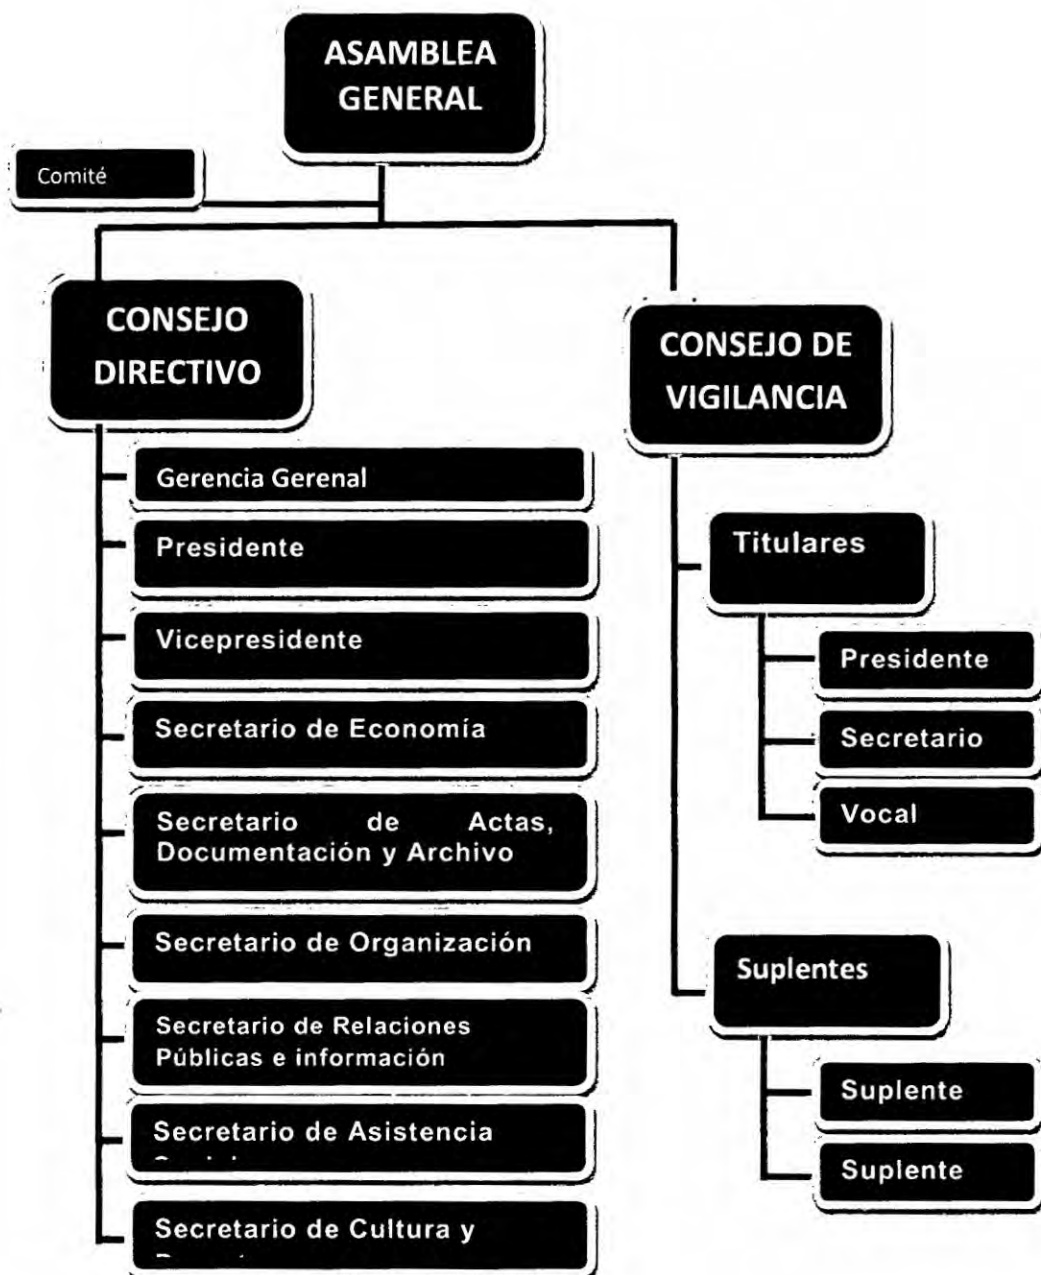 ASAMBLEA
GENERAL
Comité
CONSEJO
DIRECTIVO
Gerencia Gerenal
Presidente
Vicepresidente
Secretario de Economía
Secretario de Actas,
Documentación y Archivo
Secretario de Organización
Secretario de Relaciones
Públicas e información
Secretario de Asistencia
Secretario de Cultura y
CONSEJO DE
VIGILANCIA
Titulares
Presidente
Secretario
Vocal
Suplentes
Suplente
Suplente